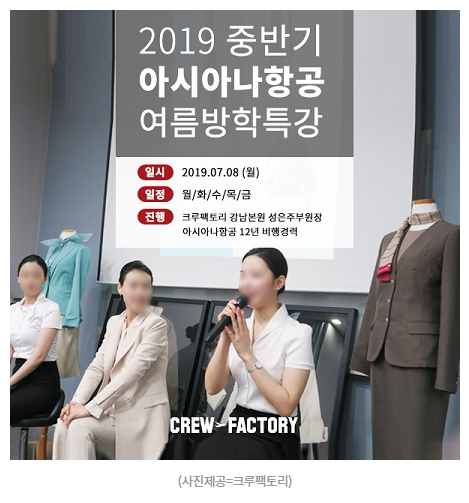 2019 중반기
아시아나항공
여름방학특강
일시 2019.07.08 (월)
일정 월/화/수/목/금
진행 크루팩토리 강남본원 성은주부원장
아시아나항공 12년 비행경력
CREW FACTORY
(사진제공=크루팩토리)